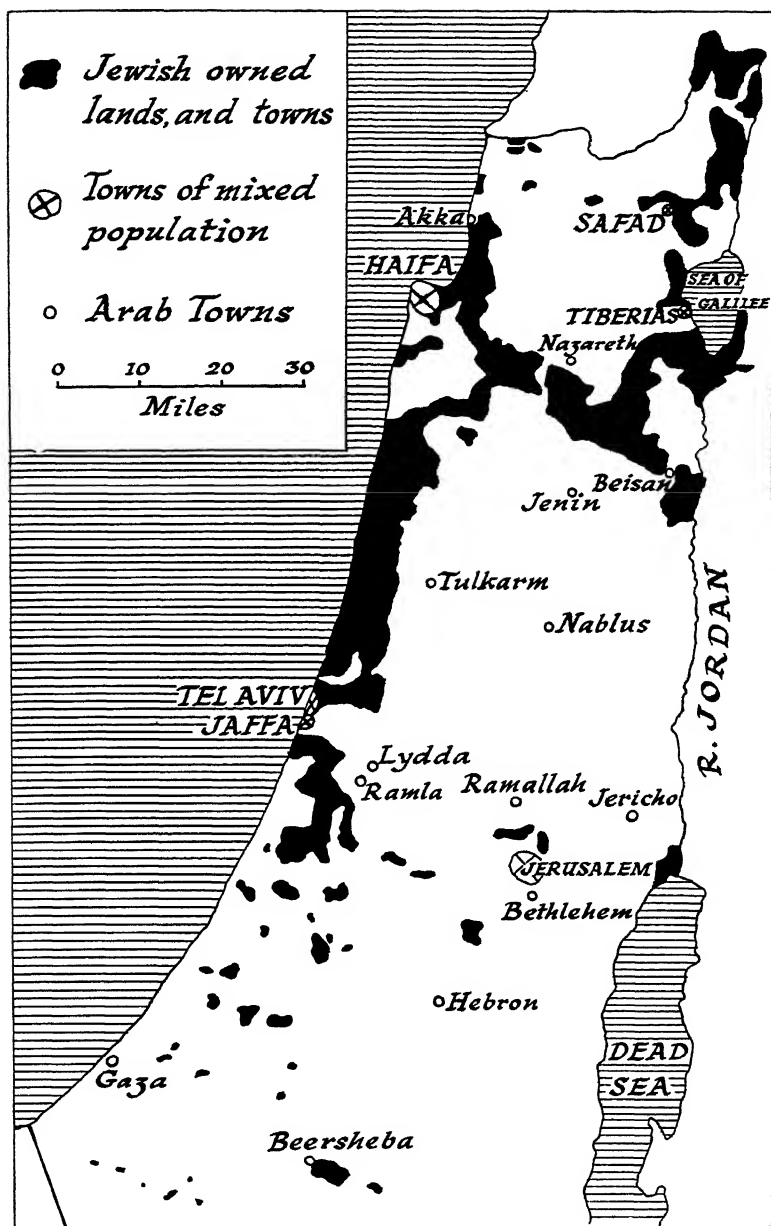 Jewish owned
lands, and towns
Towns of mixed
population
Arab Towns
0 10 20 30
Miles
Akka
SAFAD
HAIFA
SEA OF
GALILEE
TIBERIAS
Nazareth
Beisan
Jenin
Tulkarm
Nablus
R. JORDAN
TEL AVIV
JAFFA
Lydda
Ramla
Ramallah
Jericho
JERUSALEM
Bethlehem
Hebron
DEAD
SEA
Gaza
Beersheba